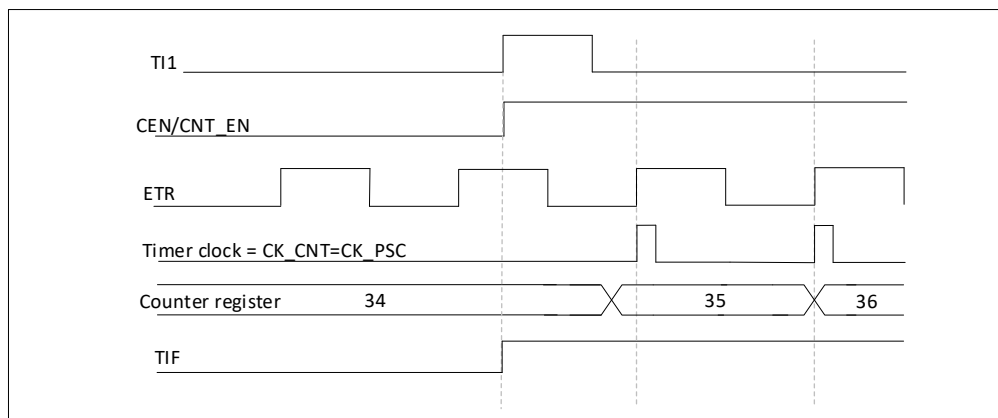 TI1
CEN/CNT_EN
ETR
Timer clock = CK_CNT=CK_PSC
Counter register 34 35 36
TIF